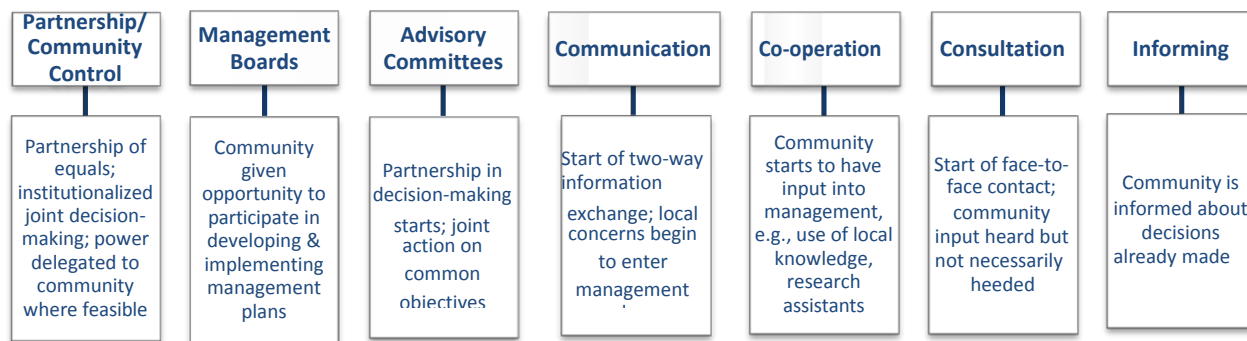 Partnership/
Community
Control
Management
Boards
Advisory
Committees
Communication
Co-operation
Consultation
Informing
Partnership of
equals;
institutionalized
joint decision-
making; power
delegated to
community
where feasible
Community
given
opportunity to
participate in
developing &
implementing
management
plans
Partnership in
decision-making
starts; joint
action on
common
objectives
Start of two-way
information
exchange; local
concerns begin
to enter
management
Community
starts to have
input into
management,
e.g., use of local
knowledge,
research
assistants
Start of face-to-
face contact;
community
input heard but
not necessarily
heeded
Community is
informed about
decisions
already made